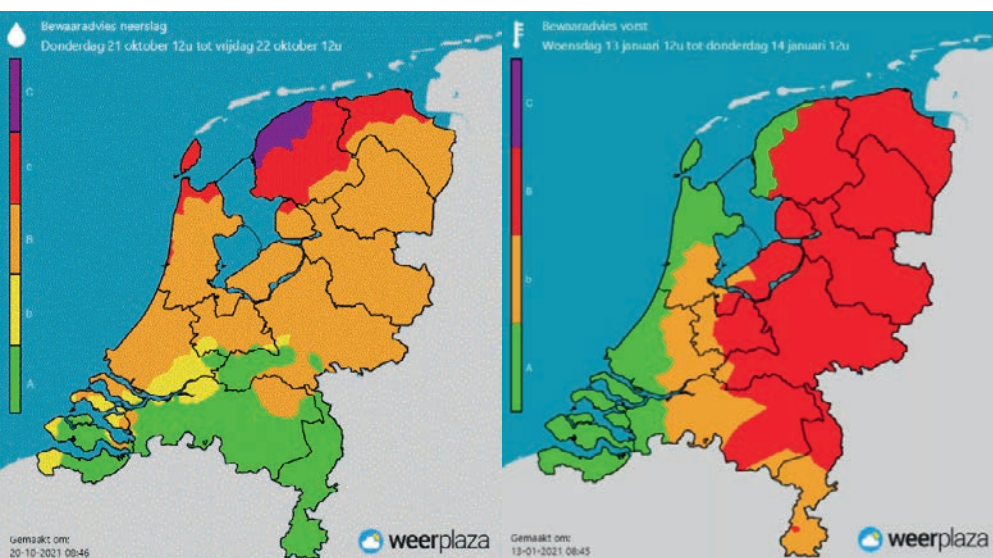 Bewaaradvies neerslag
Donderdag 21 oktober 12u tot vrijdag 22 oktober 12u
C
c
B
b
A
Gemaakt om:
20-10-2021 08:46
weerplaza
Bewaaradvies vorst
Woensdag 13 januari 12u tot donderdag 14 januari 12u
C
B
b
A
Gemaakt om:
13-01-2021 08:45
weerplaza